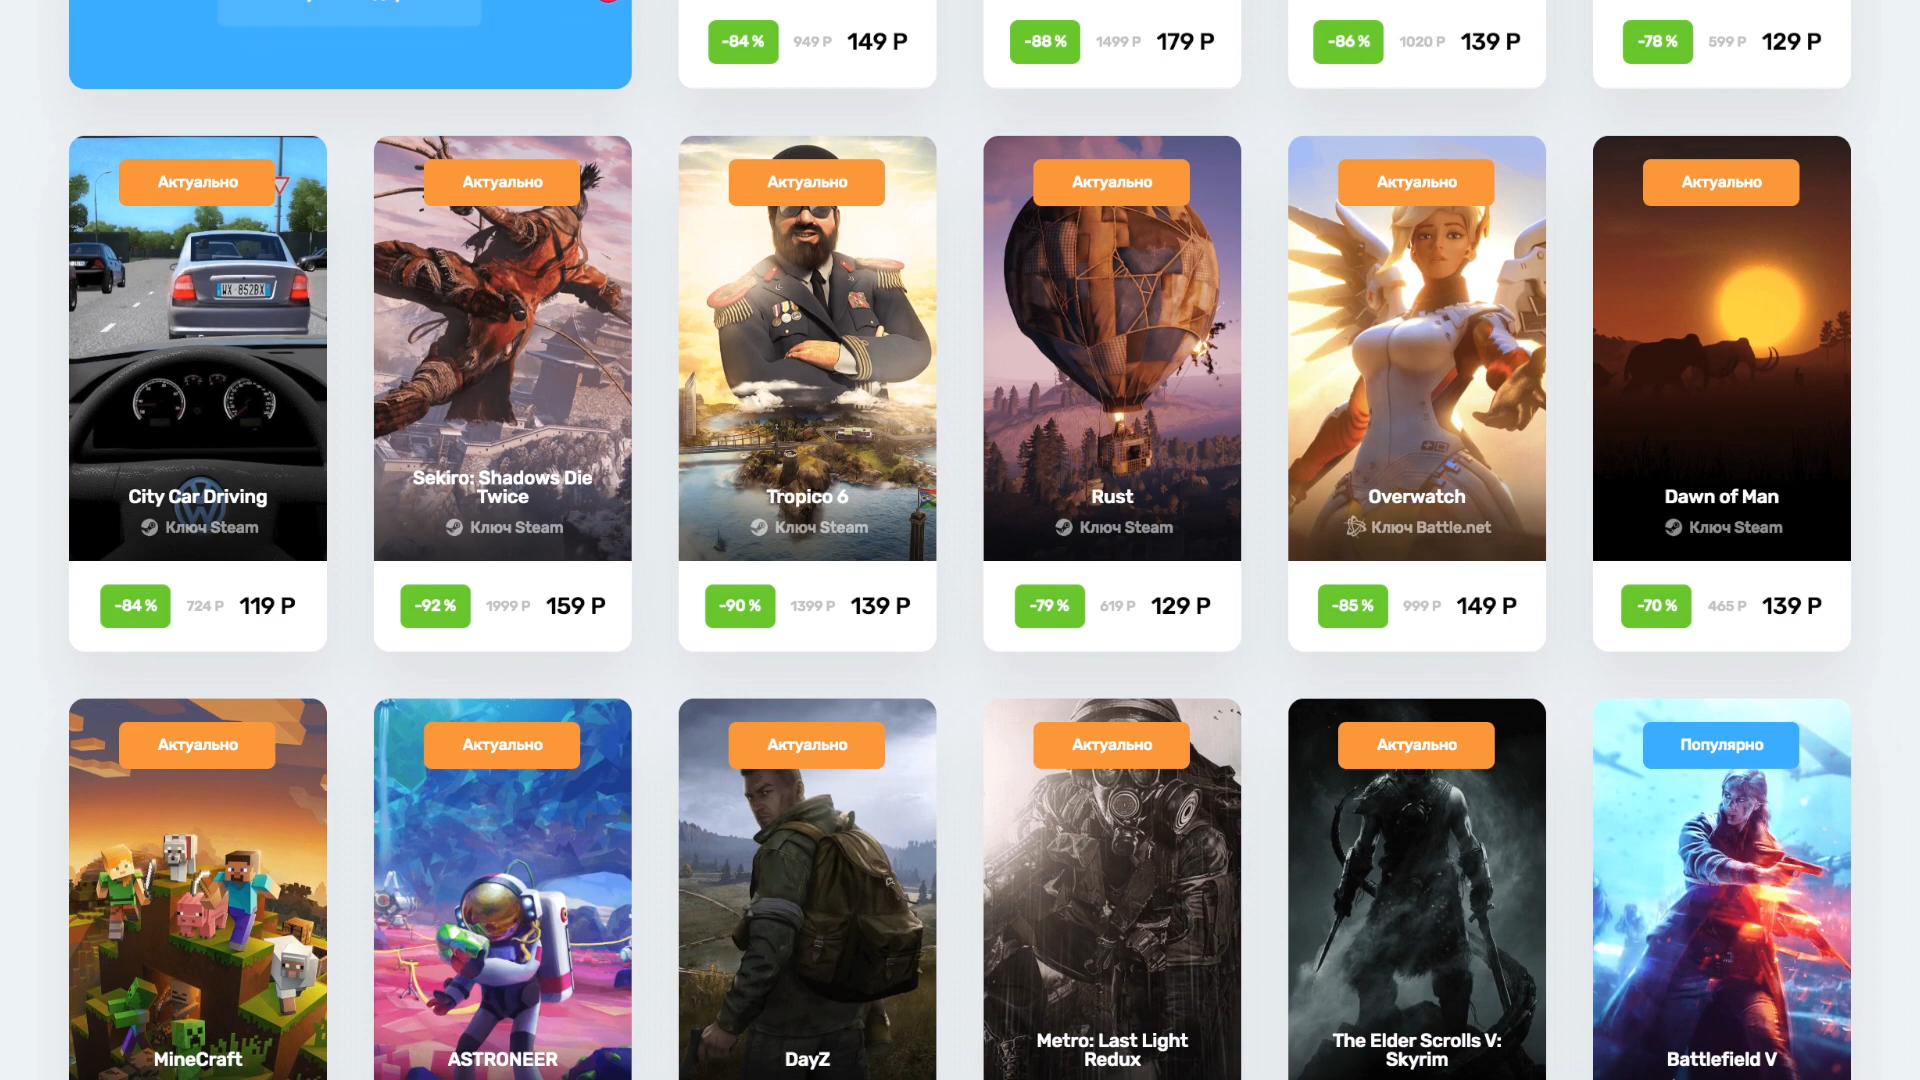 -84 % 949 Р 149 Р
-88 % 1499 Р 179 Р
-86 % 1020 Р 139 Р
-78 % 599 Р 129 Р
Актуально
WX 852BX
City Car Driving
Ключ Steam
-84 % 724 Р 119 Р
Актуально
Sekiro: Shadows Die
Twice
Ключ Steam
-92 % 1999 Р 159 Р
Актуально
Tropico 6
Ключ Steam
-90 % 1399 Р 139 Р
Актуально
Rust
Ключ Steam
-79 % 619 Р 129 Р
Актуально
Overwatch
Ключ Battle.net
-85 % 999 Р 149 Р
Актуально
Dawn of Man
Ключ Steam
-70 % 465 Р 139 Р
Актуально
MineCraft
Актуально
ASTRONEER
Актуально
DayZ
Актуально
Metro: Last Light
Redux
Актуально
The Elder Scrolls V:
Skyrim
Популярно
Battlefield V